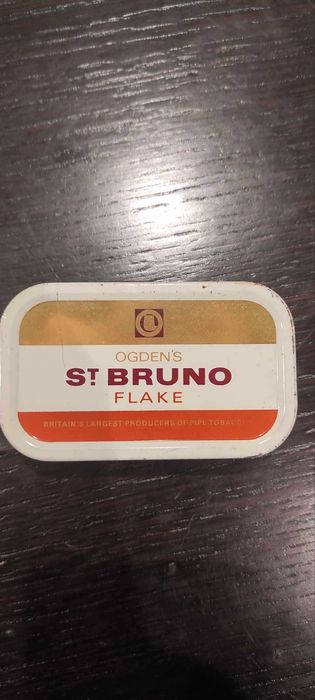 OGDEN'S
ST BRUNO
FLAKE
BRITAIN'S LARGEST PRODUCERS OF PIPE TOBACCO